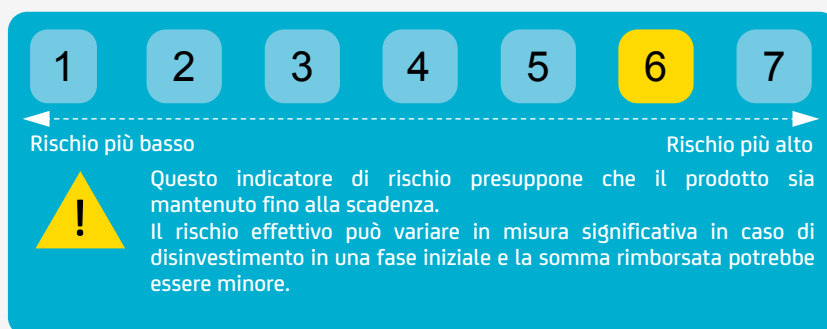 1 2 3 4 5 6 7
Rischio più basso Rischio più alto
!
Questo indicatore di rischio presuppone che il prodotto sia
mantenuto fino alla scadenza.
Il rischio effettivo può variare in misura significativa in caso di
disinvestimento in una fase iniziale e la somma rimborsata potrebbe
essere minore.